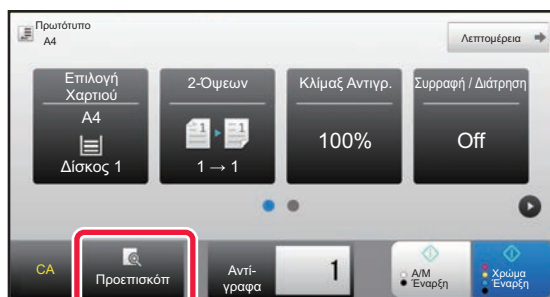 Πρωτότυπο
A4
Λεπτομέρεια
Επιλογή
Χαρτιού
A4
Δίσκος 1
2-Όψεων
1 → 1
Κλίμαξ Αντιγρ.
100%
Συρραφή / Διάτρηση
Off
CA
Προεπισκόπ
Αντί-
γραφα
1
Α/Μ
Έναρξη
Χρώμα
Έναρξη